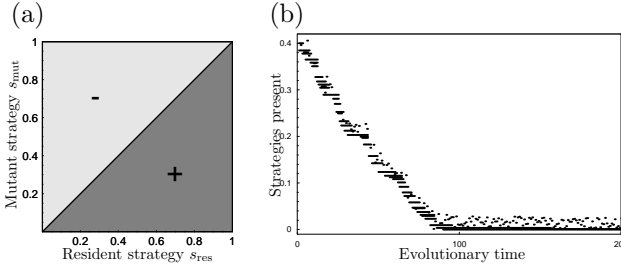 (a)
Mutant strategy s_mut
1
0.8
0.6
0.4
0.2
-
+
0.2 0.4 0.6 0.8 1
Resident strategy s_res
(b)
Strategies present
0.4
0.3
0.2
0.1
0
0 100 200
Evolutionary time